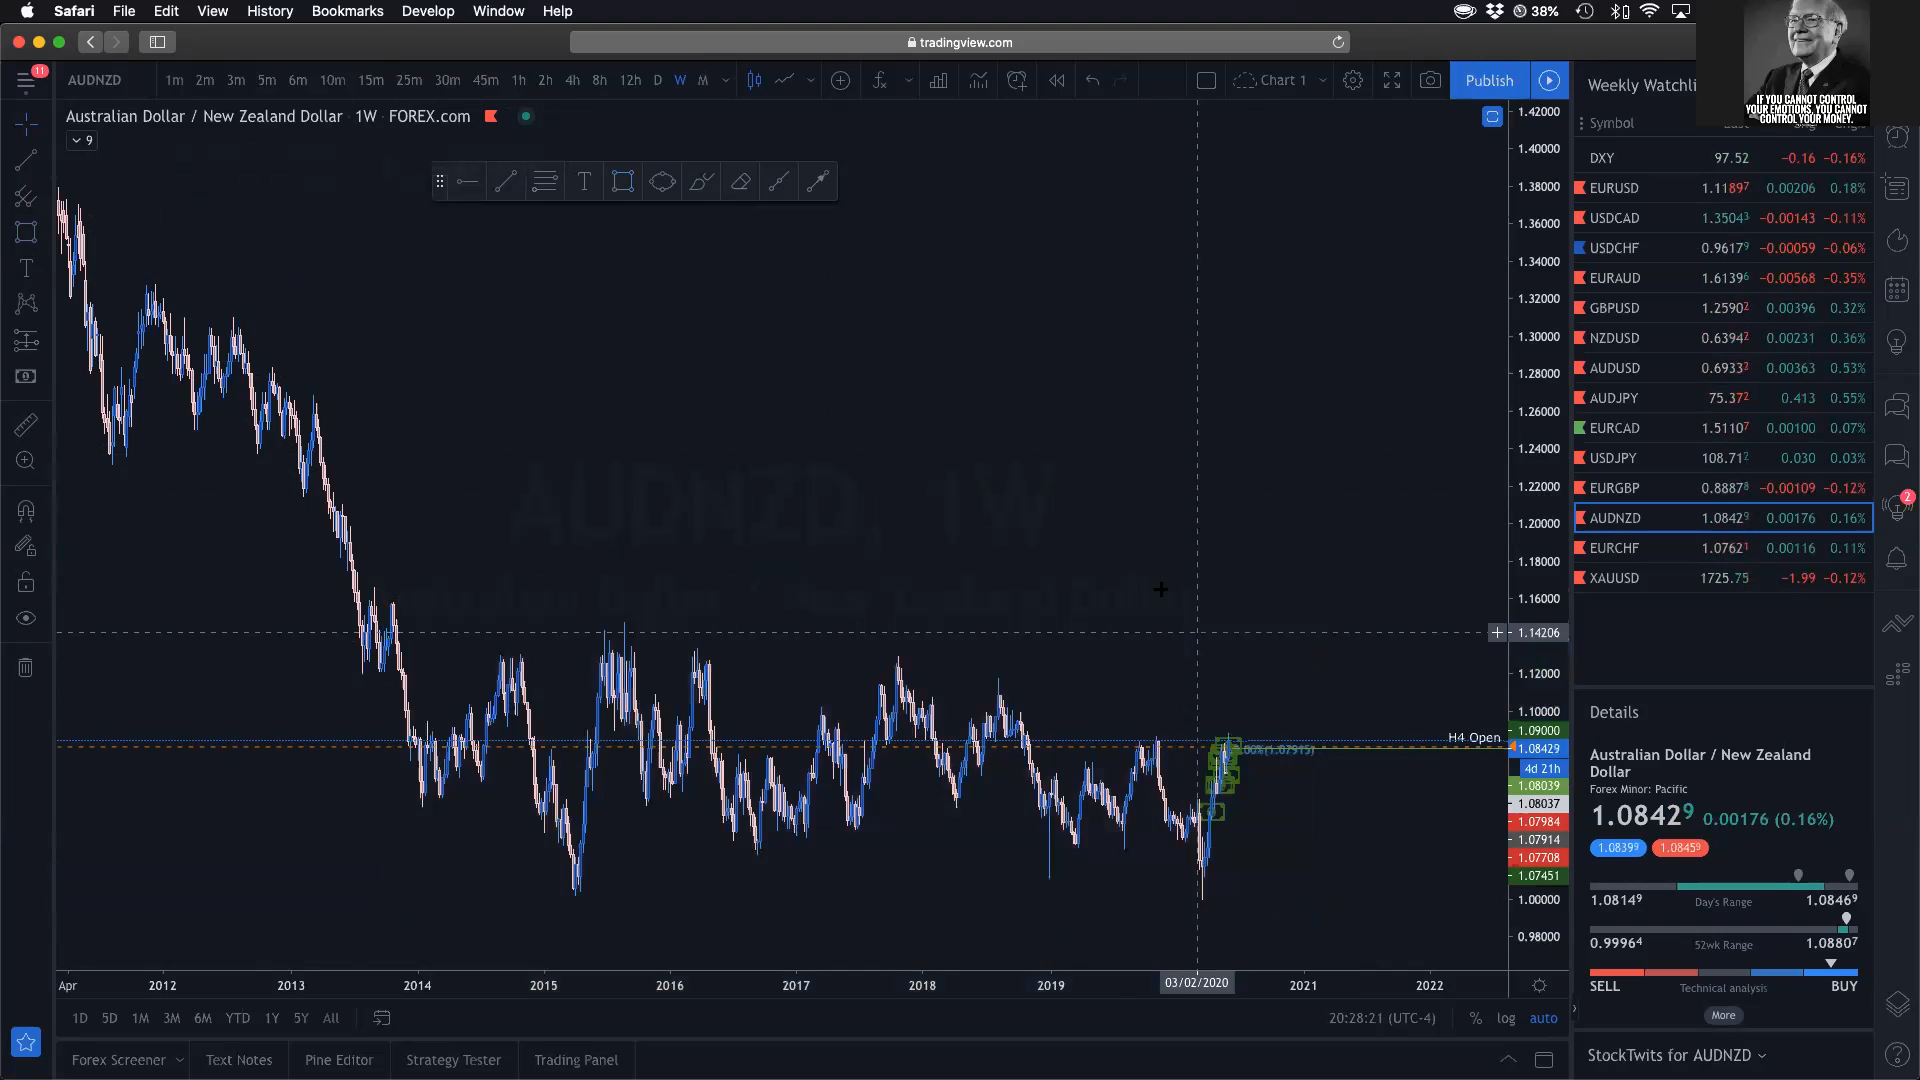 Safari File Edit View History Bookmarks Develop Window Help 38%
tradingview.com
IF YOU CANNOT CONTROL
YOUR EMOTIONS, YOU CANNOT
CONTROL YOUR MONEY.
11
AUDNZD 1m 2m 3m 5m 6m 10m 15m 25m 30m 45m 1h 2h 4h 8h 12h D W M Chart 1 Publish
Weekly Watchli
Australian Dollar / New Zealand Dollar · 1W · FOREX.com
9
Symbol
DXY 97.52 −0.16 −0.16%
EURUSD 1.11897 0.00206 0.18%
USDCAD 1.35043 −0.00143 −0.11%
USDCHF 0.96179 −0.00059 −0.06%
EURAUD 1.61396 −0.00568 −0.35%
GBPUSD 1.25902 0.00396 0.32%
NZDUSD 0.63942 0.00231 0.36%
AUDUSD 0.69332 0.00363 0.53%
AUDJPY 75.372 0.413 0.55%
EURCAD 1.51107 0.00100 0.07%
USDJPY 108.712 0.030 0.03%
EURGBP 0.88878 −0.00109 −0.12%
AUDNZD 1.08429 0.00176 0.16%
EURCHF 1.07621 0.00116 0.11%
XAUUSD 1725.75 −1.99 −0.12%
2
AUDNZD, 1W
1.42000
1.40000
1.38000
1.36000
1.34000
1.32000
1.30000
1.28000
1.26000
1.24000
1.22000
1.20000
1.18000
1.16000
1.14206
1.12000
1.10000
1.09000
H4 Open
1.08429
4d 21h
1.08039
1.08037
1.07984
1.07914
1.07708
1.07451
1.00000
0.98000
Details
Australian Dollar / New Zealand
Dollar
Forex Minor: Pacific
1.08429 0.00176 (0.16%)
1.08399 1.08459
1.08149 Day's Range 1.08469
0.99964 52wk Range 1.08807
SELL Technical analysis BUY
More
StockTwits for AUDNZD
Apr 2012 2013 2014 2015 2016 2017 2018 2019 03/02/2020 2021 2022
1D 5D 1M 3M 6M YTD 1Y 5Y All 20:28:21 (UTC-4) % log auto
Forex Screener Text Notes Pine Editor Strategy Tester Trading Panel